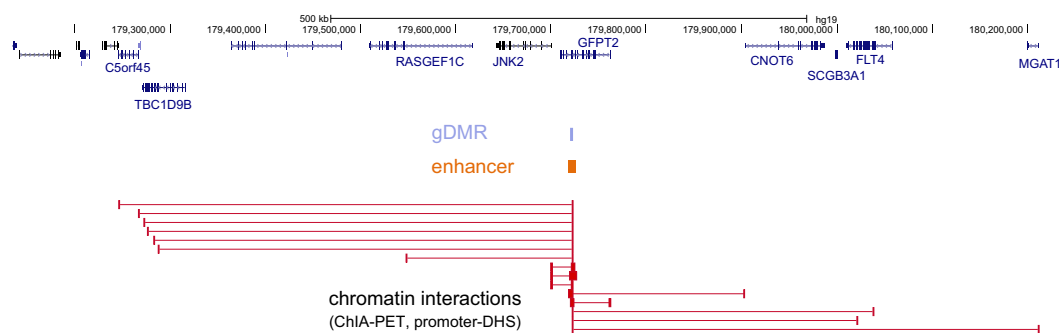 500 kb hg19
179,300,000 179,400,000 179,500,000 179,600,000 179,700,000 179,800,000 179,900,000 180,000,000 180,100,000 180,200,000
GFPT2
C5orf45 RASGEF1C JNK2 CNOT6 FLT4 MGAT1
SCGB3A1
TBC1D9B
gDMR
enhancer
chromatin interactions
(ChIA-PET, promoter-DHS)